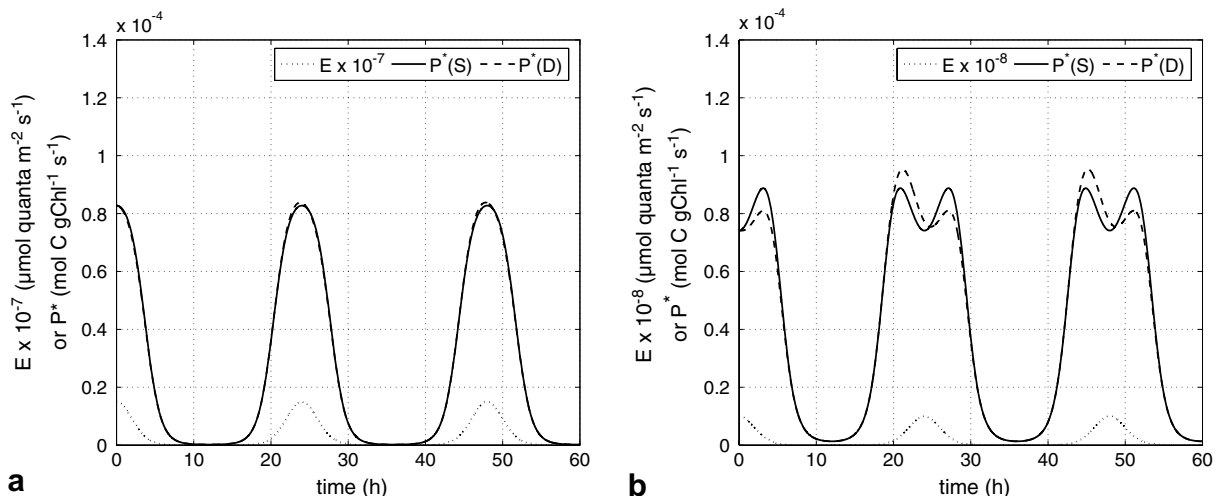 x 10-4
1.4
1.2
1
0.8
0.6
0.4
0.2
0
0 10 20 30 40 50 60
time (h)
E x 10-7 (µmol quanta m-2 s-1)
or P* (mol C gChl-1 s-1)
E x 10-7 P*(S) P*(D)
a
x 10-4
1.4
1.2
1
0.8
0.6
0.4
0.2
0
0 10 20 30 40 50 60
time (h)
E x 10-8 (µmol quanta m-2 s-1)
or P* (mol C gChl-1 s-1)
E x 10-8 P*(S) P*(D)
b